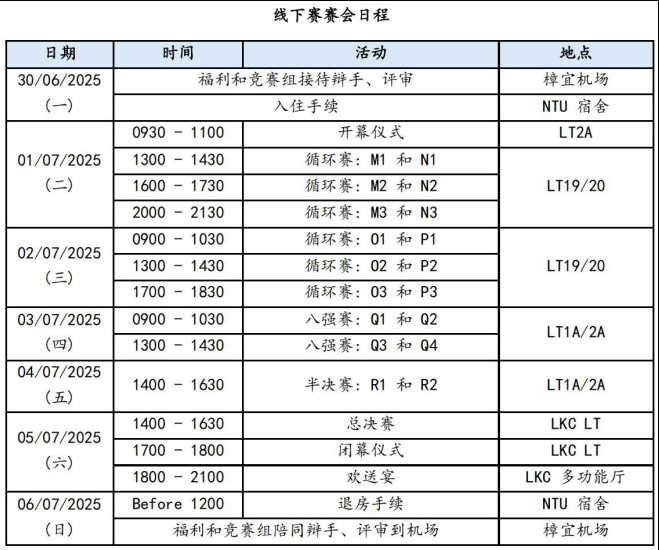 线下赛赛会日程
日期 时间 活动 地点
30/06/2025 (一) 福利和竞赛组接待辩手、评审 樟宜机场
入住手续 NTU 宿舍
01/07/2025 (二) 0930 - 1100 开幕仪式 LT2A
1300 - 1430 循环赛: M1 和 N1 LT19/20
1600 - 1730 循环赛: M2 和 N2
2000 - 2130 循环赛: M3 和 N3
02/07/2025 (三) 0900 - 1030 循环赛: O1 和 P1 LT19/20
1300 - 1430 循环赛: O2 和 P2
1700 - 1830 循环赛: O3 和 P3
03/07/2025 (四) 0900 - 1030 八强赛: Q1 和 Q2 LT1A/2A
1300 - 1430 八强赛: Q3 和 Q4
04/07/2025 (五) 1400 - 1630 半决赛: R1 和 R2 LT1A/2A
05/07/2025 (六) 1400 - 1630 总决赛 LKC LT
1700 - 1800 闭幕仪式 LKC LT
1800 - 2100 欢送宴 LKC 多功能厅
06/07/2025 (日) Before 1200 退房手续 NTU 宿舍
福利和竞赛组陪同辩手、评审到机场 樟宜机场